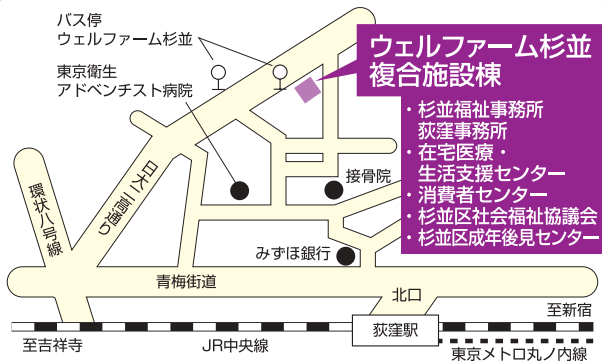 バス停
ウェルファーム杉並
東京衛生
アドベンチスト病院
ウェルファーム杉並
複合施設棟
・杉並福祉事務所
荻窪事務所
・在宅医療・
生活支援センター
・消費者センター
・杉並区社会福祉協議会
・杉並区成年後見センター
接骨院
環状八号線
日大二高通り
みずほ銀行
青梅街道
北口
至新宿
至吉祥寺
JR中央線
荻窪駅
東京メトロ丸ノ内線